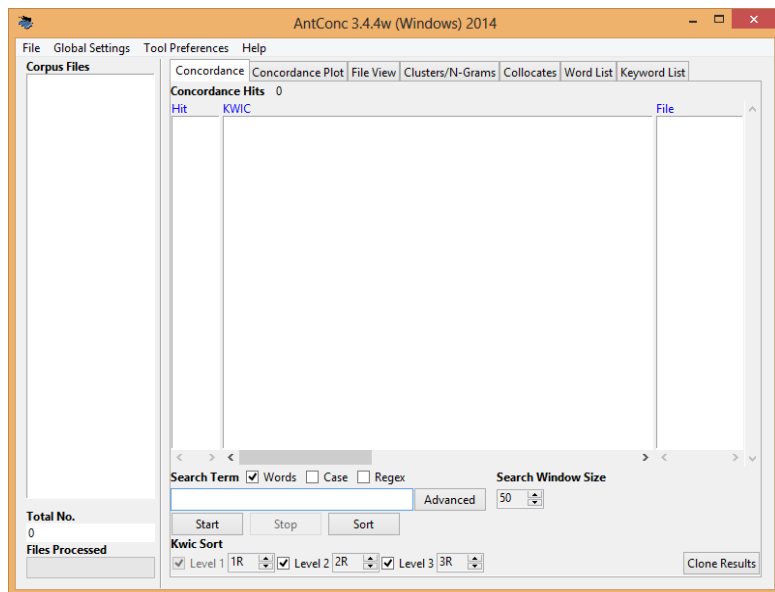 AntConc 3.4.4w (Windows) 2014
File Global Settings Tool Preferences Help
Corpus Files
Concordance Concordance Plot File View Clusters/N-Grams Collocates Word List Keyword List
Concordance Hits 0
Hit KWIC File
Search Term Words Case Regex Search Window Size
Advanced 50
Total No.
0
Start Stop Sort
Files Processed
Kwic Sort
Level 1 1R Level 2 2R Level 3 3R Clone Results